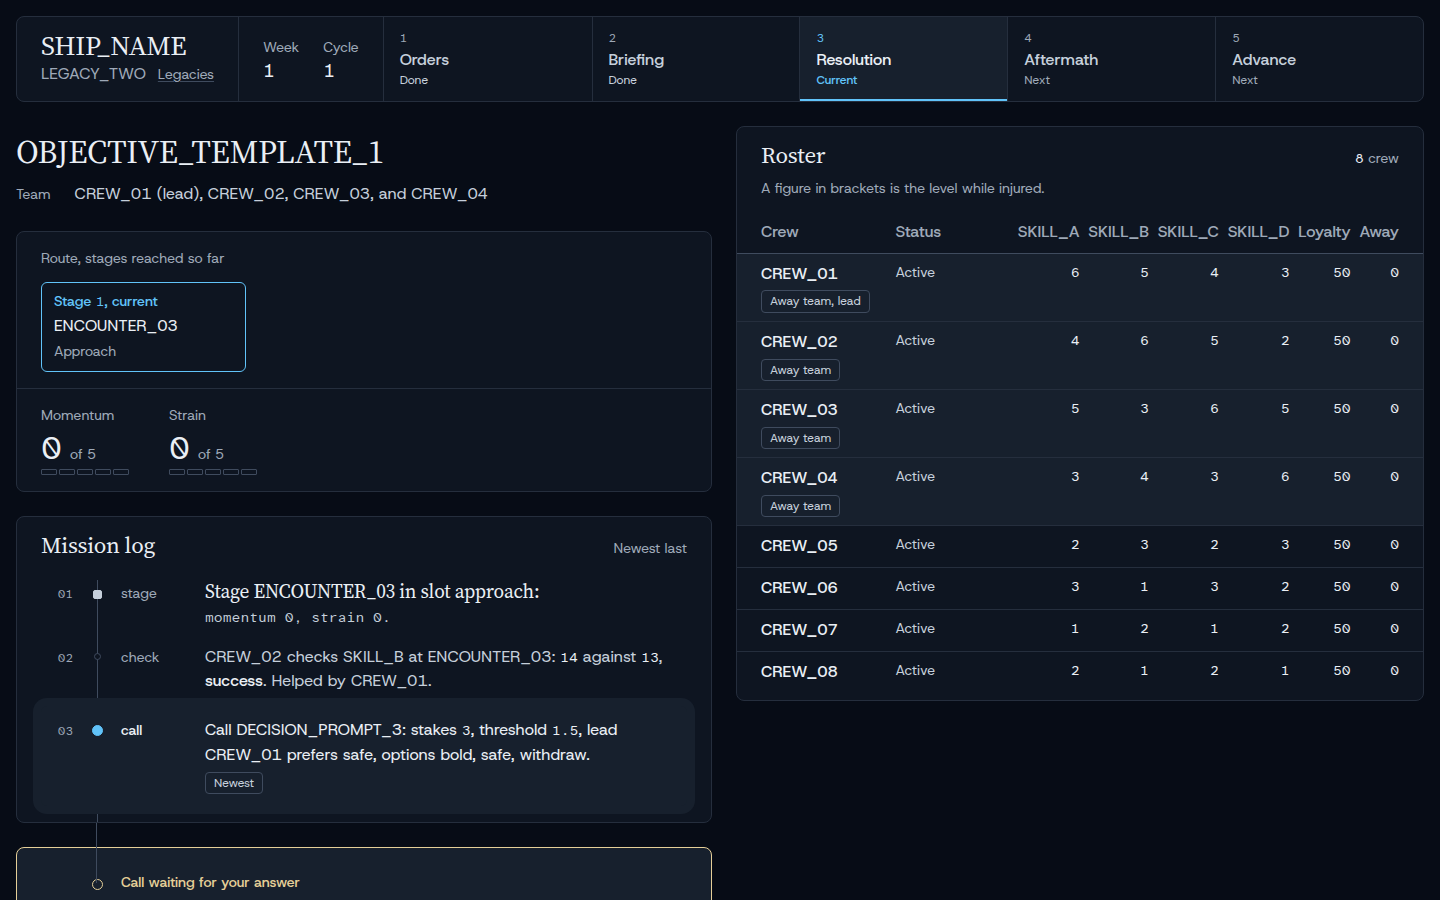 SHIP_NAME
LEGACY_TWO Legacies
Week Cycle
1 1
1
Orders
Done
2
Briefing
Done
3
Resolution
Current
4
Aftermath
Next
5
Advance
Next
OBJECTIVE_TEMPLATE_1
Team CREW_01 (lead), CREW_02, CREW_03, and CREW_04
Route, stages reached so far
Stage 1, current
ENCOUNTER_03
Approach
Momentum Strain
0 of 5 0 of 5
Mission log Newest last
01 stage Stage ENCOUNTER_03 in slot approach:
momentum 0, strain 0.
02 check CREW_02 checks SKILL_B at ENCOUNTER_03: 14 against 13,
success. Helped by CREW_01.
03 call Call DECISION_PROMPT_3: stakes 3, threshold 1.5, lead
CREW_01 prefers safe, options bold, safe, withdraw.
Newest
Call waiting for your answer
Roster 8 crew
A figure in brackets is the level while injured.
Crew Status SKILL_A SKILL_B SKILL_C SKILL_D Loyalty Away
CREW_01 Active 6 5 4 3 50 0
Away team, lead
CREW_02 Active 4 6 5 2 50 0
Away team
CREW_03 Active 5 3 6 5 50 0
Away team
CREW_04 Active 3 4 3 6 50 0
Away team
CREW_05 Active 2 3 2 3 50 0
CREW_06 Active 3 1 3 2 50 0
CREW_07 Active 1 2 1 2 50 0
CREW_08 Active 2 1 2 1 50 0